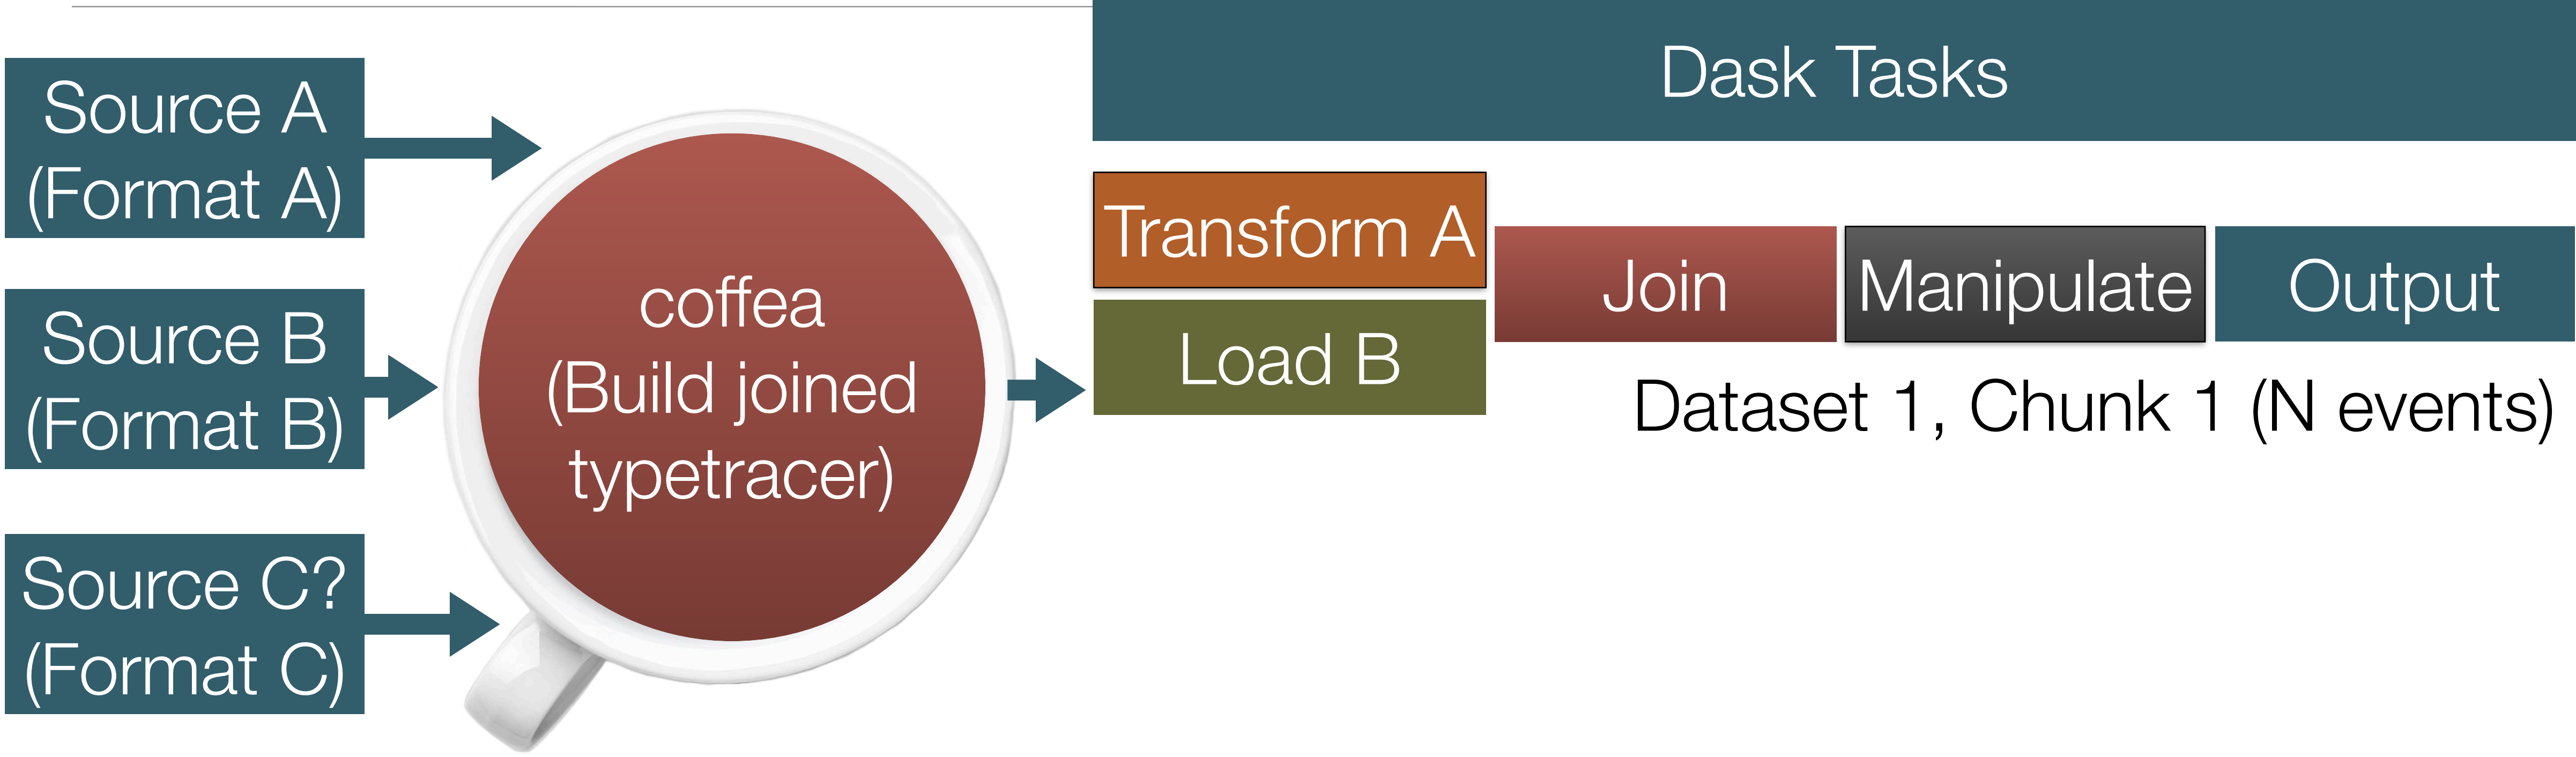 Source A
(Format A)
Source B
(Format B)
Source C?
(Format C)
coffea
(Build joined
typetracer)
Dask Tasks
Transform A
Load B
Join
Manipulate
Output
Dataset 1, Chunk 1 (N events)